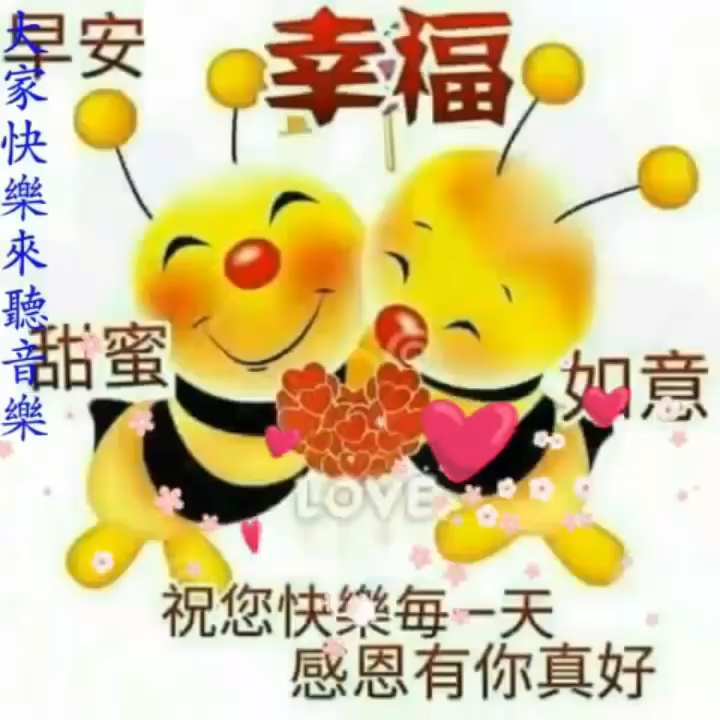 早安
幸福
大家快樂來聽音樂
甜蜜
如意
LOVE
祝您快樂每一天
感恩有你真好